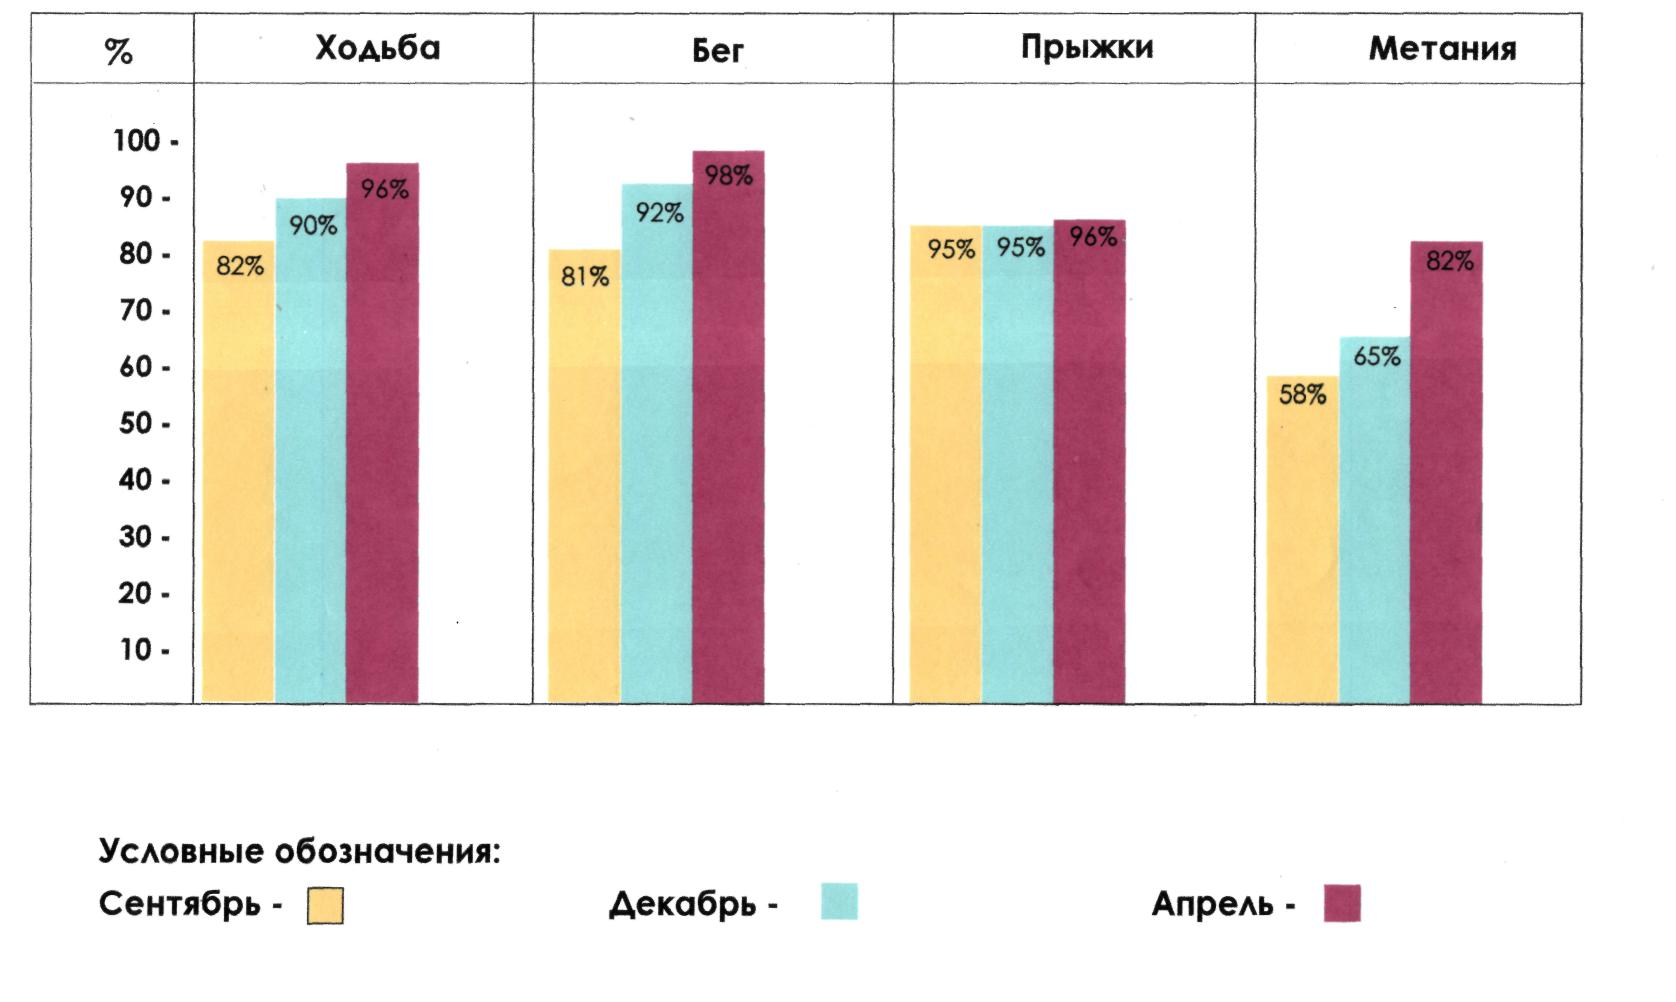 % Ходьба Бег Прыжки Метания
100 -
90 -
80 -
70 -
60 -
50 -
40 -
30 -
20 -
10 -
82% 90% 96%
81% 92% 98%
95% 95% 96%
58% 65% 82%
Условные обозначения:
Сентябрь - Декабрь - Апрель -